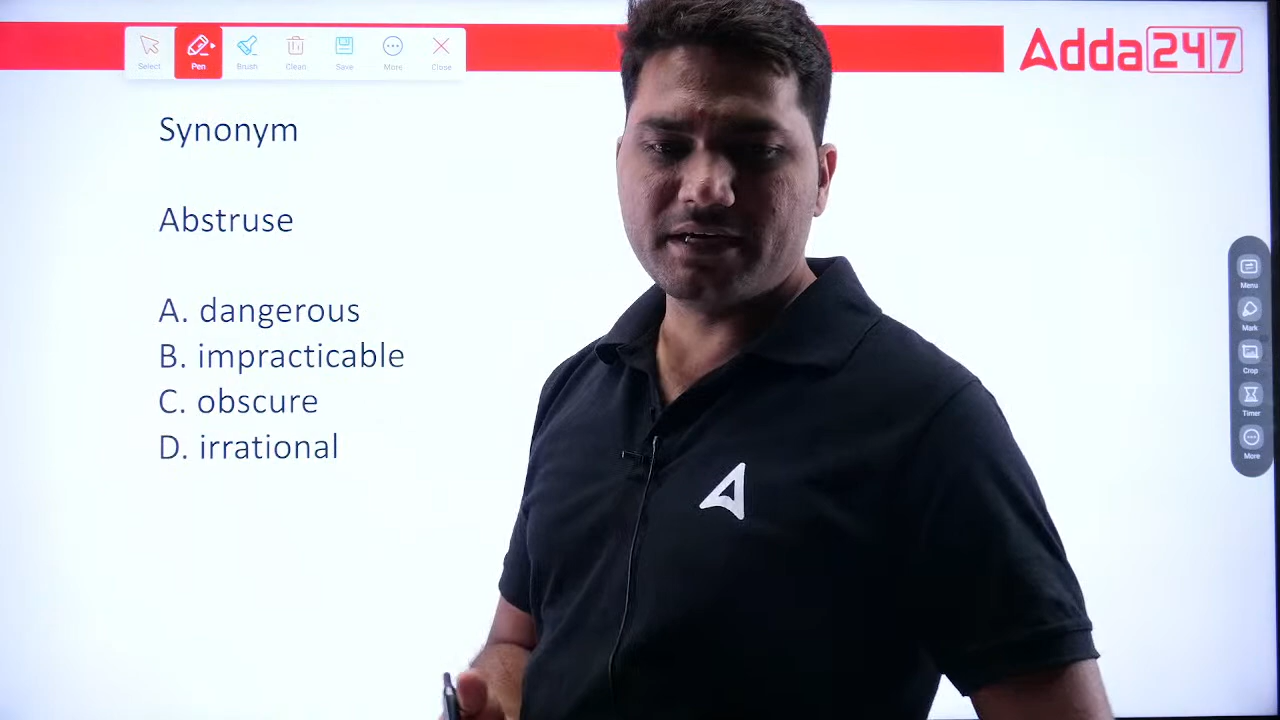 Select
Pen
Brush
Clean
Save
More
Close
Adda247
Synonym
Abstruse
A. dangerous
B. impracticable
C. obscure
D. irrational
Menu
Mark
Crop
Timer
More